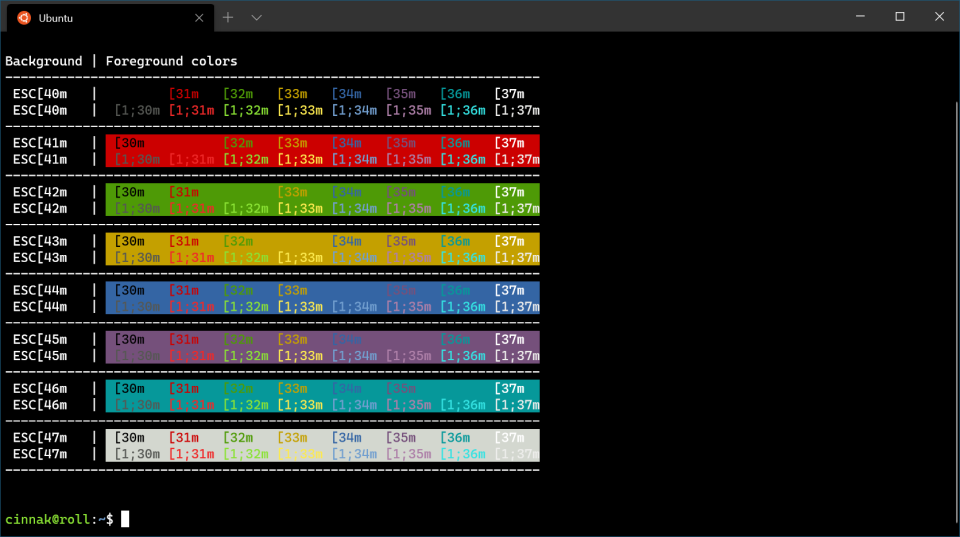 Ubuntu
Background | Foreground colors
---------------------------------------------------------------------
ESC[40m | [31m [32m [33m [34m [35m [36m [37m
ESC[40m | [1;30m [1;31m [1;32m [1;33m [1;34m [1;35m [1;36m [1;37m
---------------------------------------------------------------------
ESC[41m | [30m [32m [33m [34m [35m [36m [37m
ESC[41m | [1;30m [1;31m [1;32m [1;33m [1;34m [1;35m [1;36m [1;37m
---------------------------------------------------------------------
ESC[42m | [30m [31m [33m [34m [35m [36m [37m
ESC[42m | [1;30m [1;31m [1;32m [1;33m [1;34m [1;35m [1;36m [1;37m
---------------------------------------------------------------------
ESC[43m | [30m [31m [32m [34m [35m [36m [37m
ESC[43m | [1;30m [1;31m [1;32m [1;33m [1;34m [1;35m [1;36m [1;37m
---------------------------------------------------------------------
ESC[44m | [30m [31m [32m [33m [35m [36m [37m
ESC[44m | [1;30m [1;31m [1;32m [1;33m [1;34m [1;35m [1;36m [1;37m
---------------------------------------------------------------------
ESC[45m | [30m [31m [32m [33m [34m [36m [37m
ESC[45m | [1;30m [1;31m [1;32m [1;33m [1;34m [1;35m [1;36m [1;37m
---------------------------------------------------------------------
ESC[46m | [30m [31m [32m [33m [34m [35m [37m
ESC[46m | [1;30m [1;31m [1;32m [1;33m [1;34m [1;35m [1;36m [1;37m
---------------------------------------------------------------------
ESC[47m | [30m [31m [32m [33m [34m [35m [36m [37m
ESC[47m | [1;30m [1;31m [1;32m [1;33m [1;34m [1;35m [1;36m [1;37m
---------------------------------------------------------------------
cinnak@roll:~$